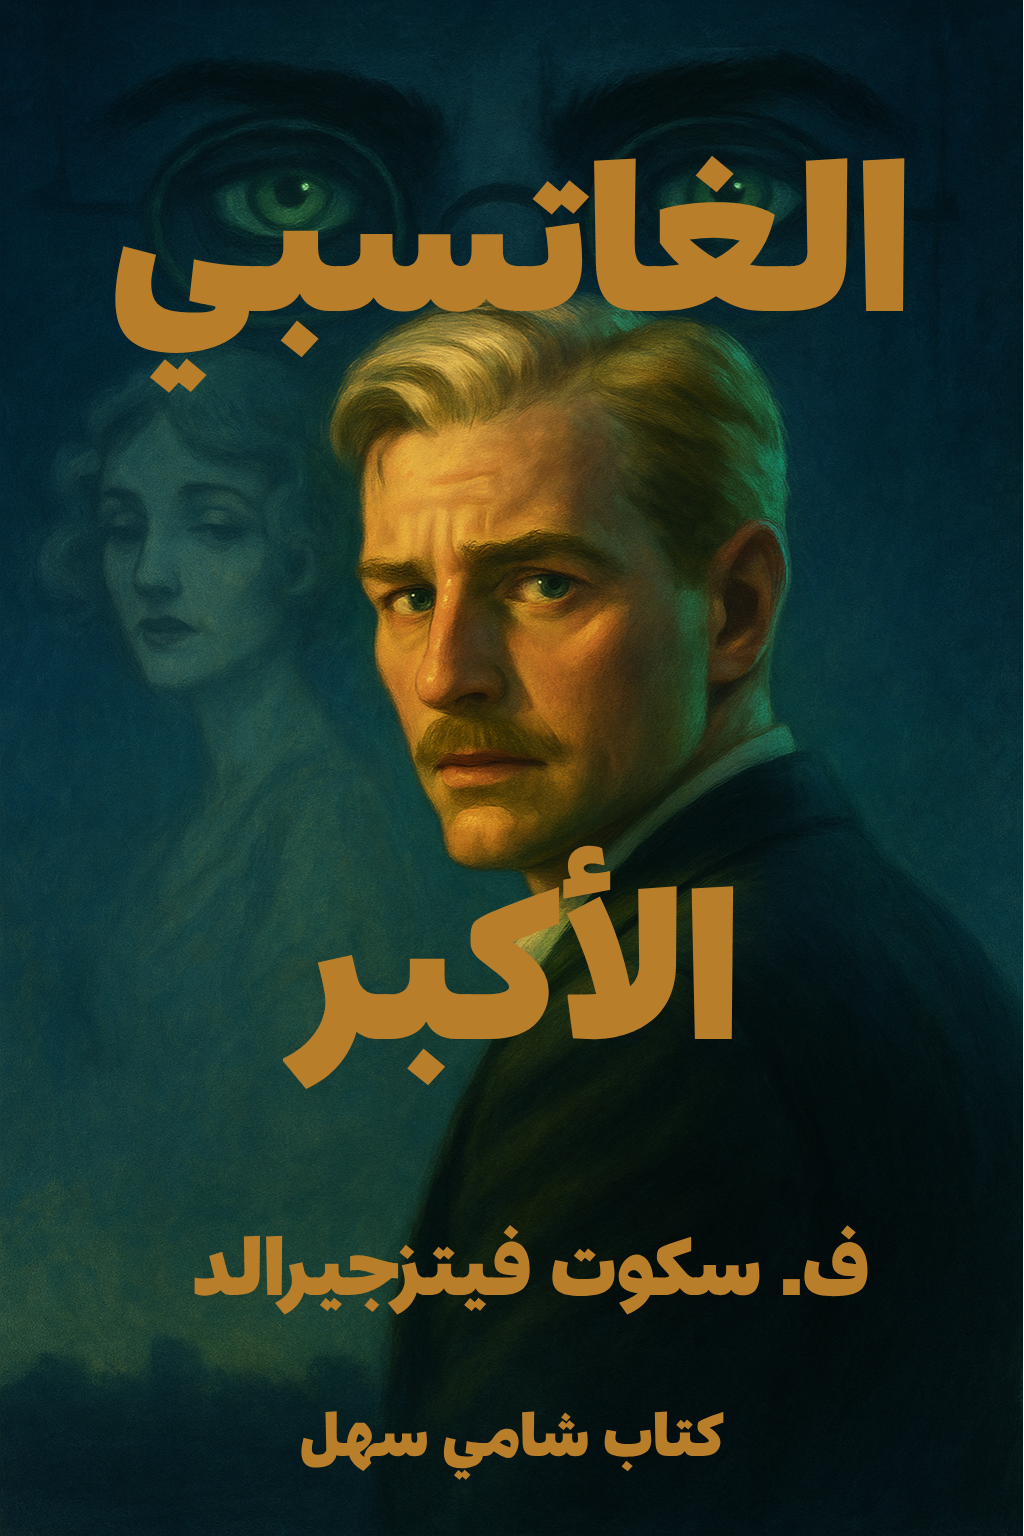 الغاتسبي
الأكبر
ف. سكوت فيتزجيرالد
كتاب شامي سهل